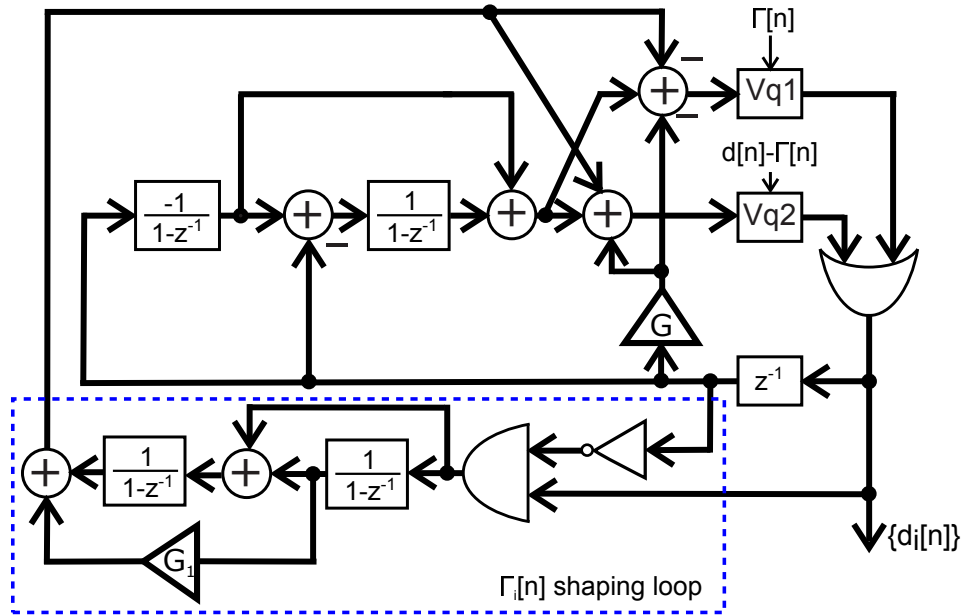 Γ[n]
− + Vq1
−
d[n]-Γ[n]
-1
1-z⁻¹
+
−
1
1-z⁻¹
+ + Vq2
G
z⁻¹
+
1
1-z⁻¹
+
1
1-z⁻¹
G₁
{dᵢ[n]}
Γᵢ[n] shaping loop